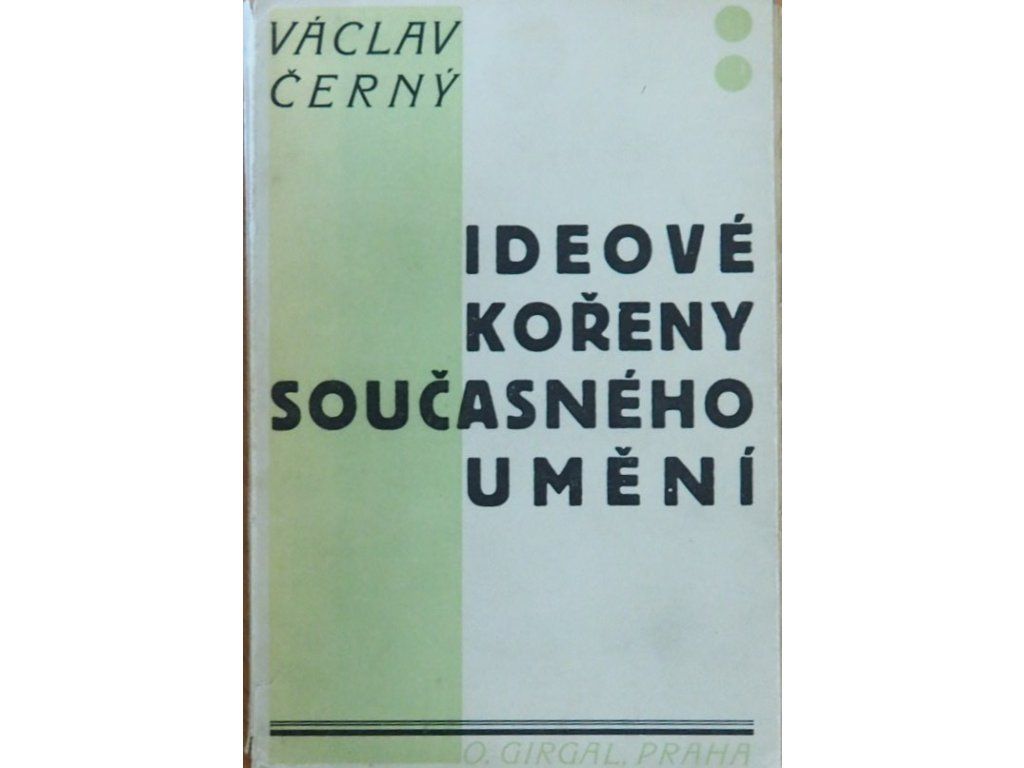 VÁCLAV
ČERNÝ
IDEOVÉ
KOŘENY
SOUČASNÉHO
UMĚNÍ
O. GIRGAL, PRAHA